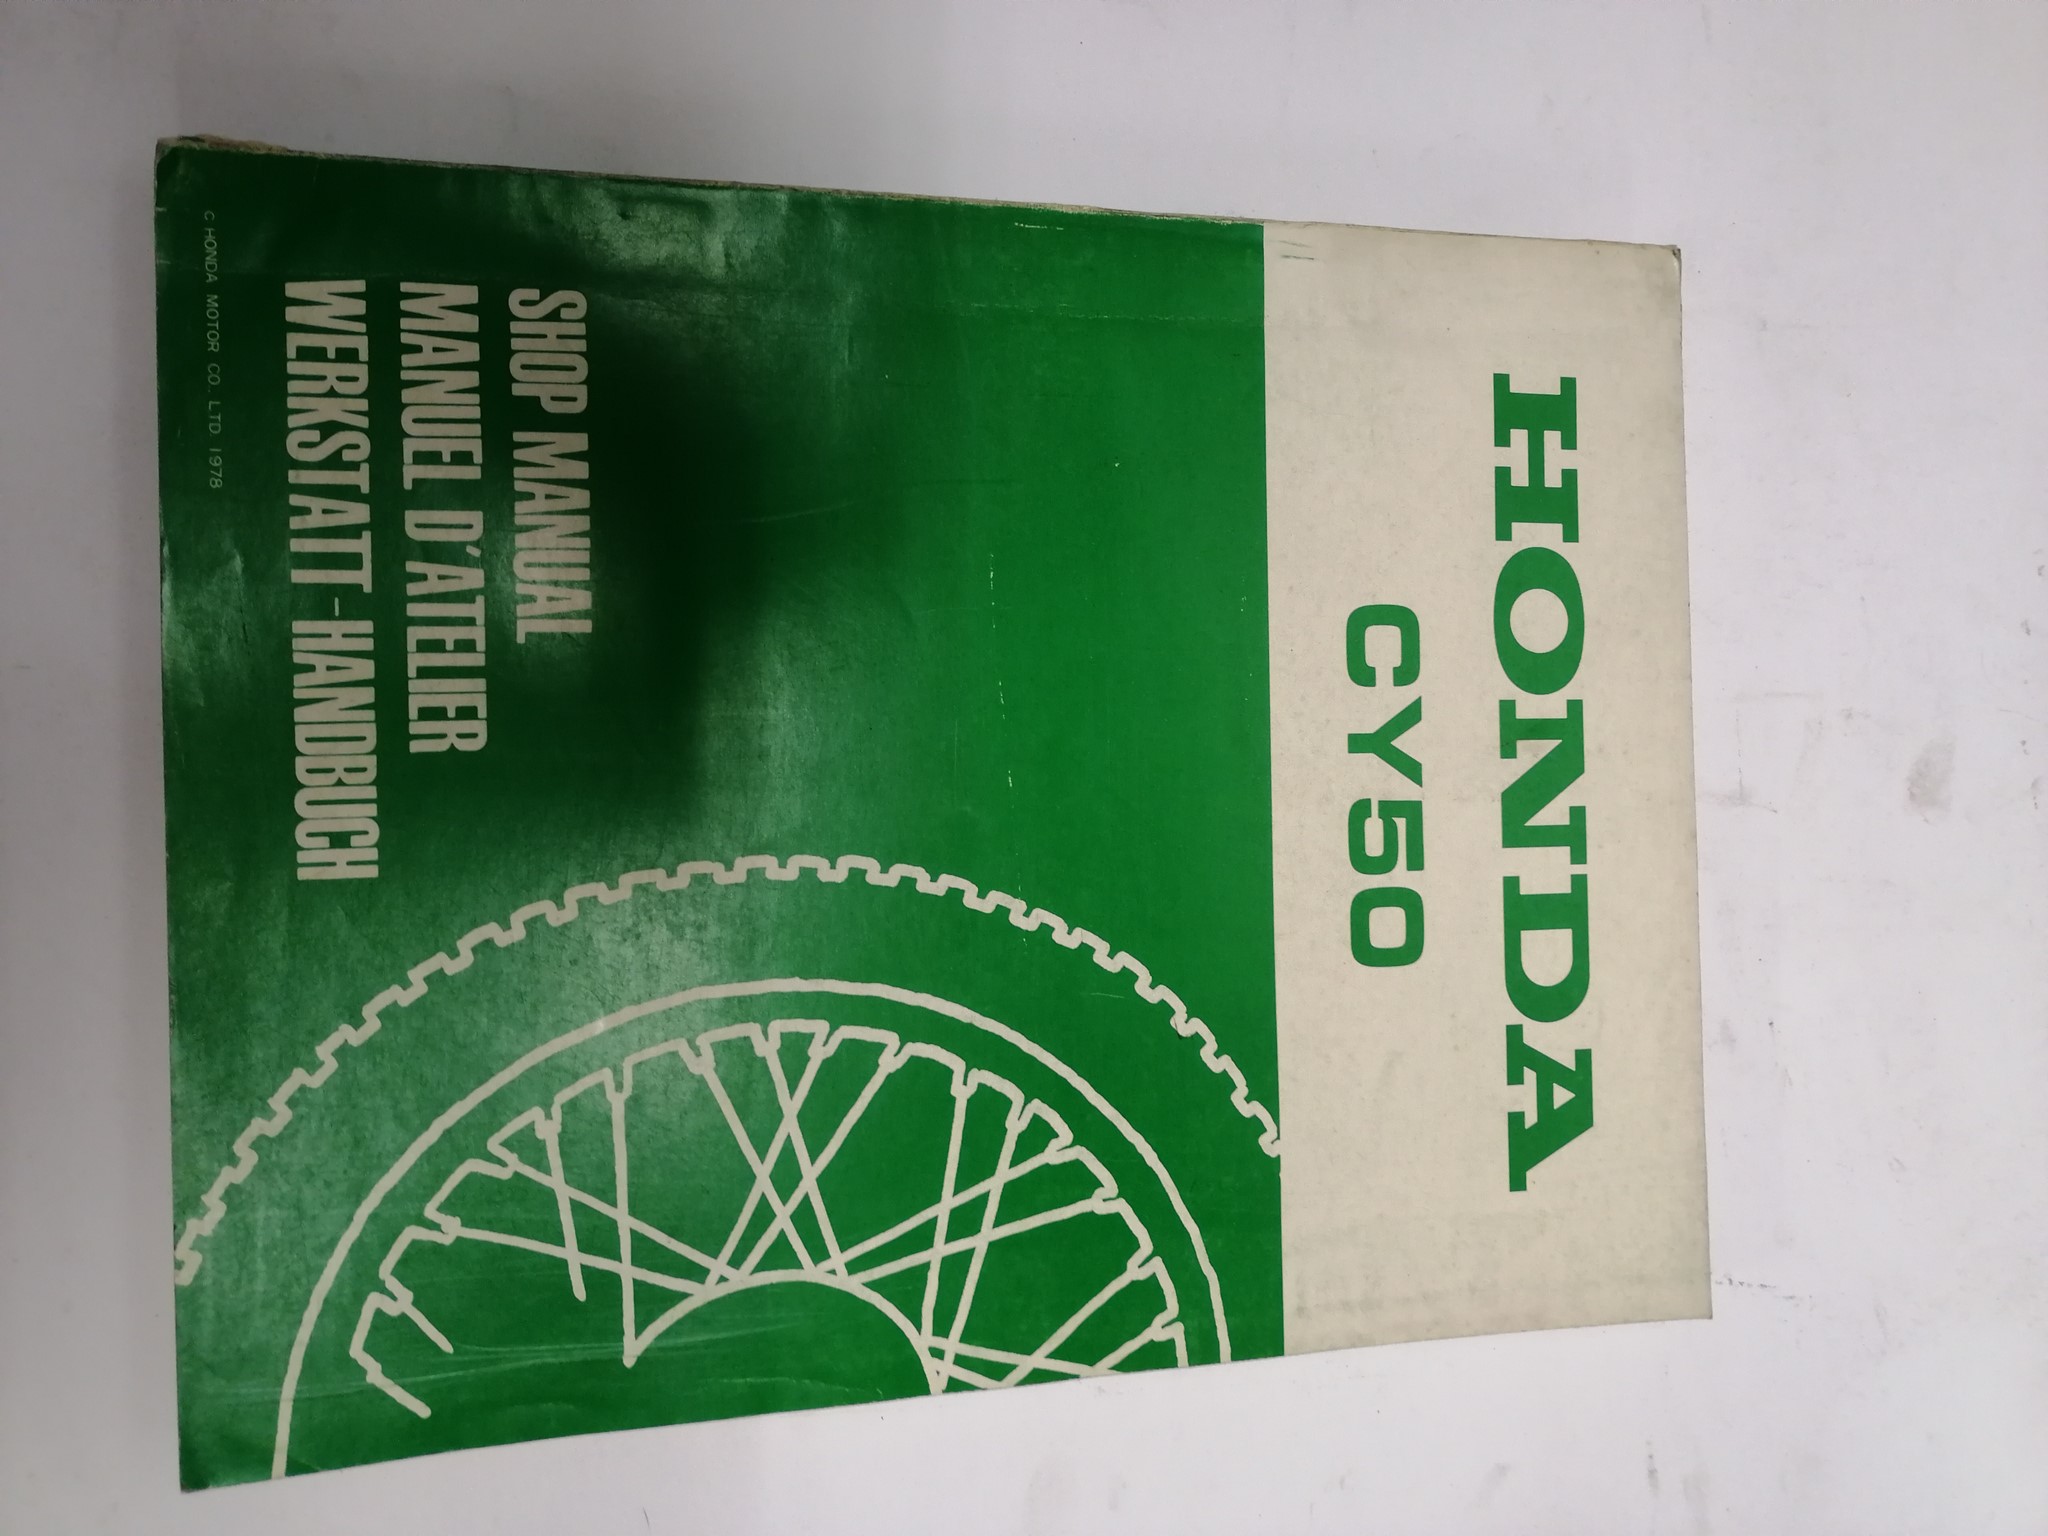 HONDA
CY50
SHOP MANUAL
MANUEL D'ATELIER
WERKSTATT-HANDBUCH
C HONDA MOTOR CO., LTD. 1978